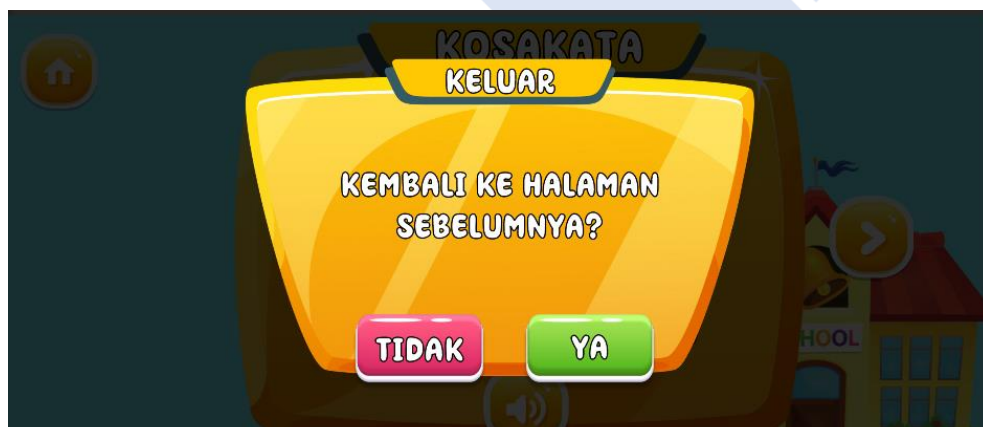 KOSAKATA
KELUAR
KEMBALI KE HALAMAN
SEBELUMNYA?
TIDAK
YA
HOOL